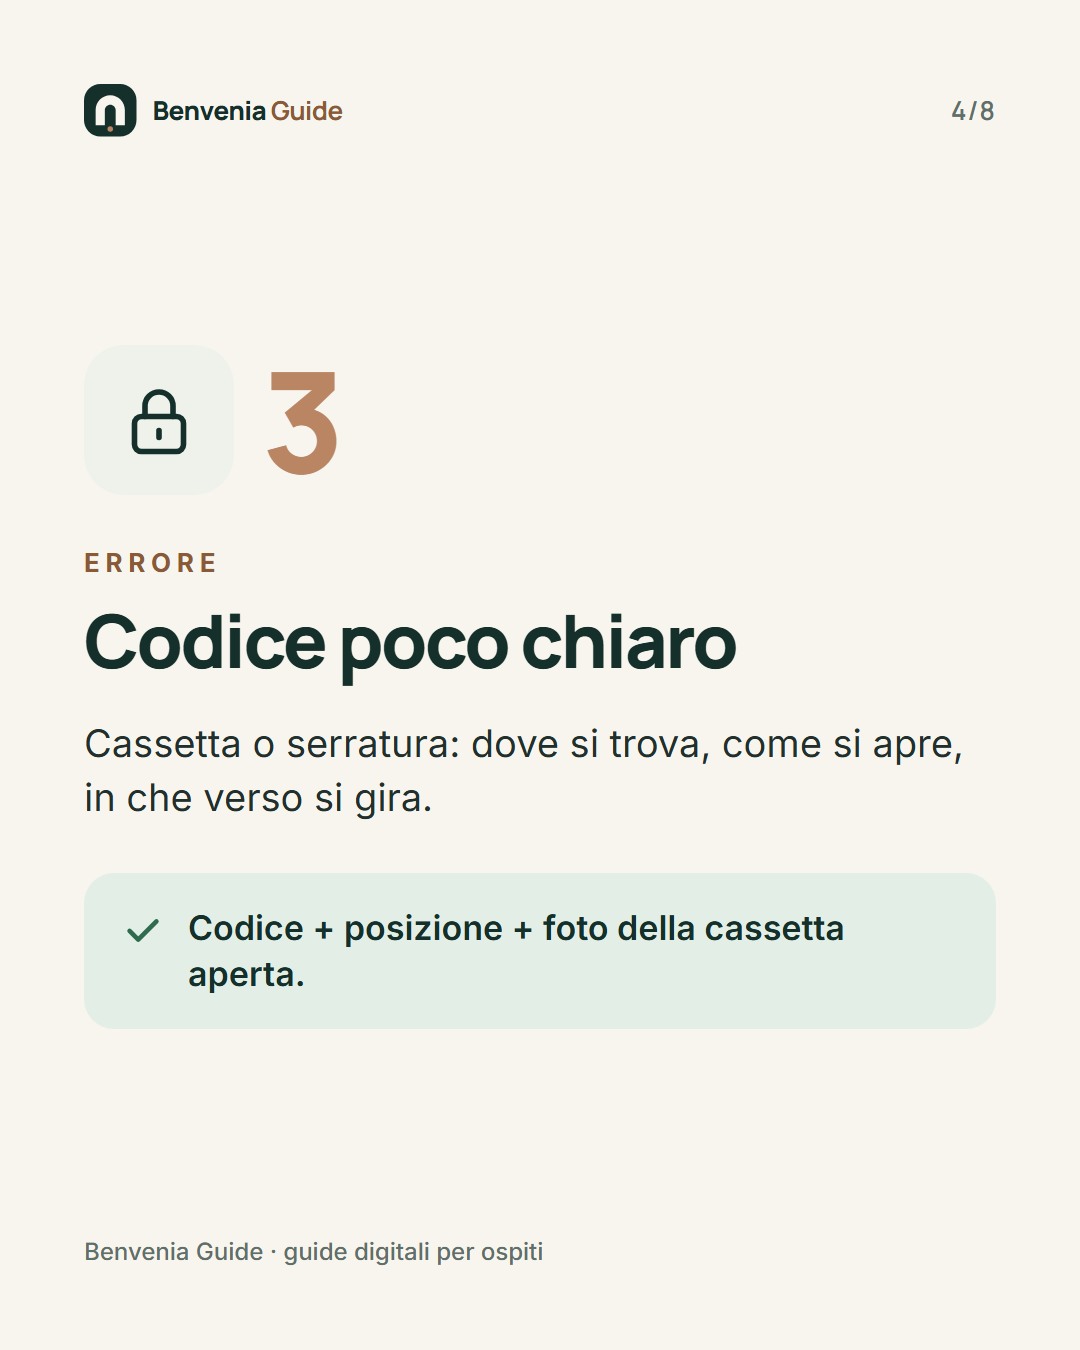 Benvenia Guide
4/8
3
ERRORE
Codice poco chiaro
Cassetta o serratura: dove si trova, come si apre,
in che verso si gira.
Codice + posizione + foto della cassetta
aperta.
Benvenia Guide · guide digitali per ospiti